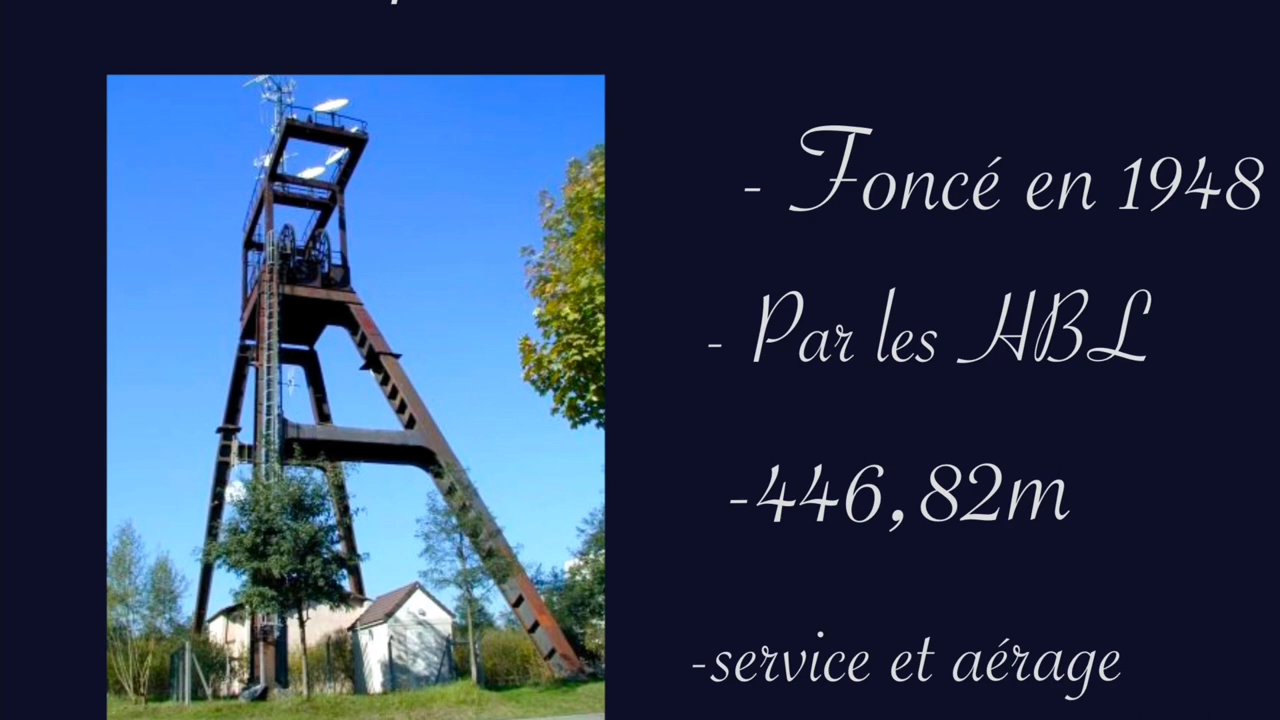 - Foncé en 1948
- Par les HBL
-446,82m
-service et aérage